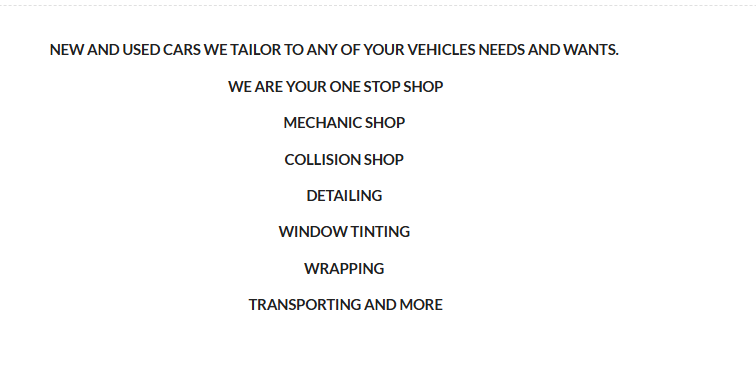 NEW AND USED CARS WE TAILOR TO ANY OF YOUR VEHICLES NEEDS AND WANTS.
WE ARE YOUR ONE STOP SHOP
MECHANIC SHOP
COLLISION SHOP
DETAILING
WINDOW TINTING
WRAPPING
TRANSPORTING AND MORE